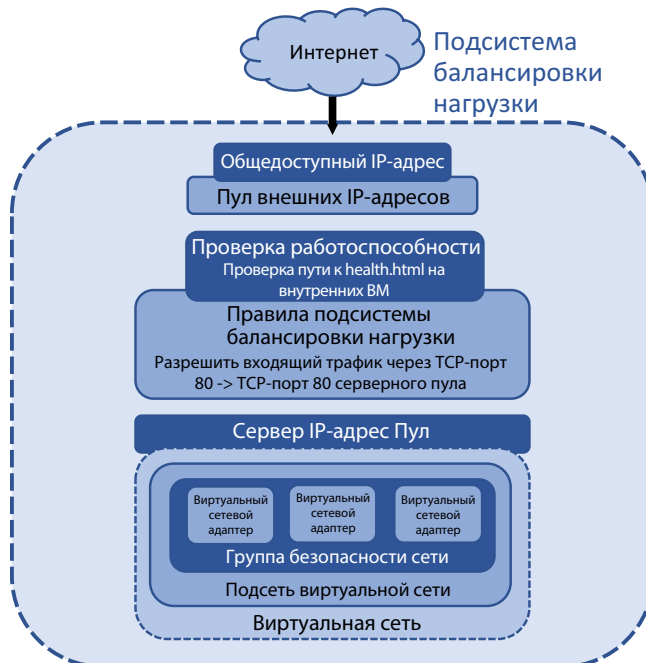 Интернет
Подсистема
балансировки
нагрузки
Общедоступный IP-адрес
Пул внешних IP-адресов
Проверка работоспособности
Проверка пути к health.html на
внутренних ВМ
Правила подсистемы
балансировки нагрузки
Разрешить входящий трафик через TCP-порт
80 -> TCP-порт 80 серверного пула
Сервер IP-адрес Пул
Виртуальный
сетевой
адаптер
Виртуальный
сетевой
адаптер
Виртуальный
сетевой
адаптер
Группа безопасности сети
Подсеть виртуальной сети
Виртуальная сеть